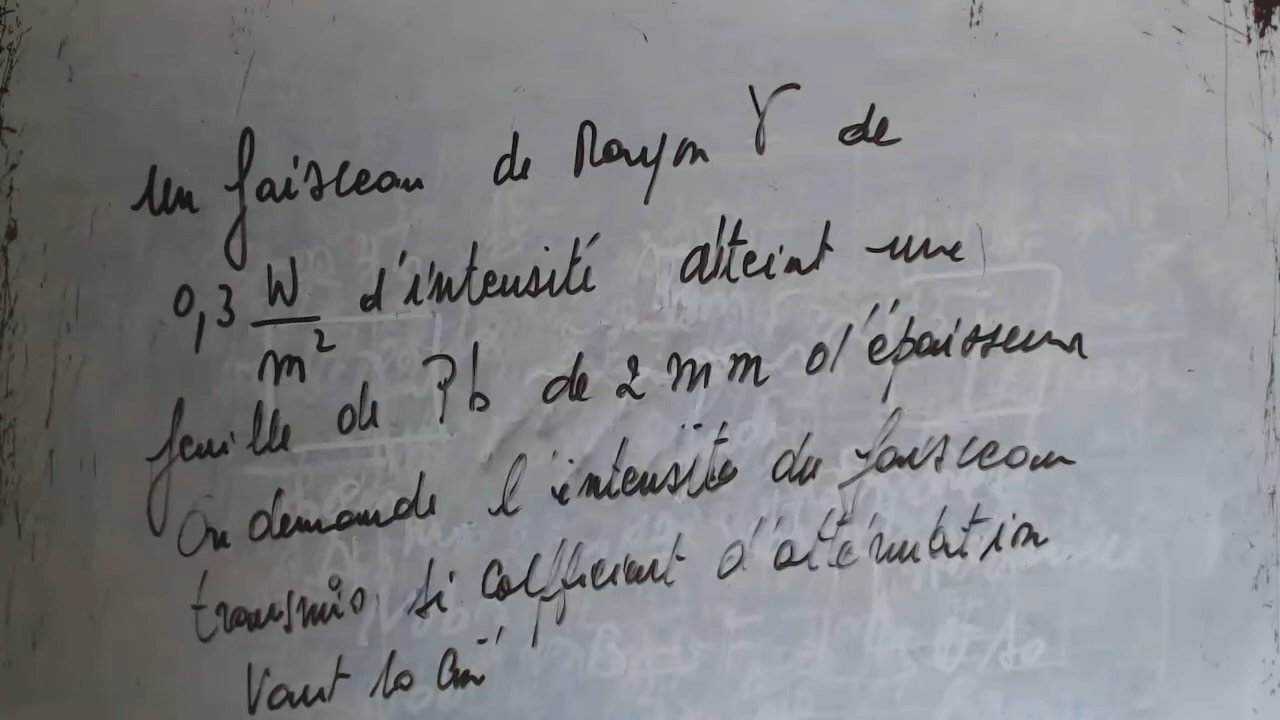 un faisceau de Rayon γ de
0,3 W/m² d'intensité atteint une
feuille de Pb de 2 mm d'épaisseur
On demande l'intensité du faisceau
transmis si coefficient d'atténuation
Vaut 10 cm⁻¹